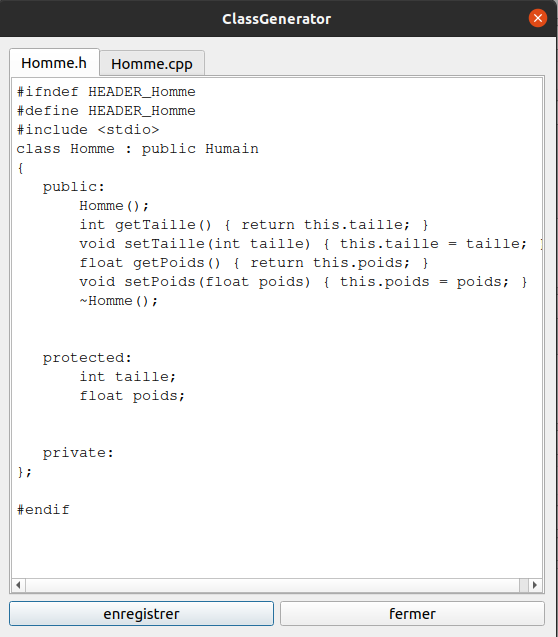 ClassGenerator
Homme.h Homme.cpp
#ifndef HEADER_Homme
#define HEADER_Homme
#include <stdio>
class Homme : public Humain
{
public:
Homme();
int getTaille() { return this.taille; }
void setTaille(int taille) { this.taille = taille; }
float getPoids() { return this.poids; }
void setPoids(float poids) { this.poids = poids; }
~Homme();
protected:
int taille;
float poids;
private:
};
#endif
enregistrer fermer